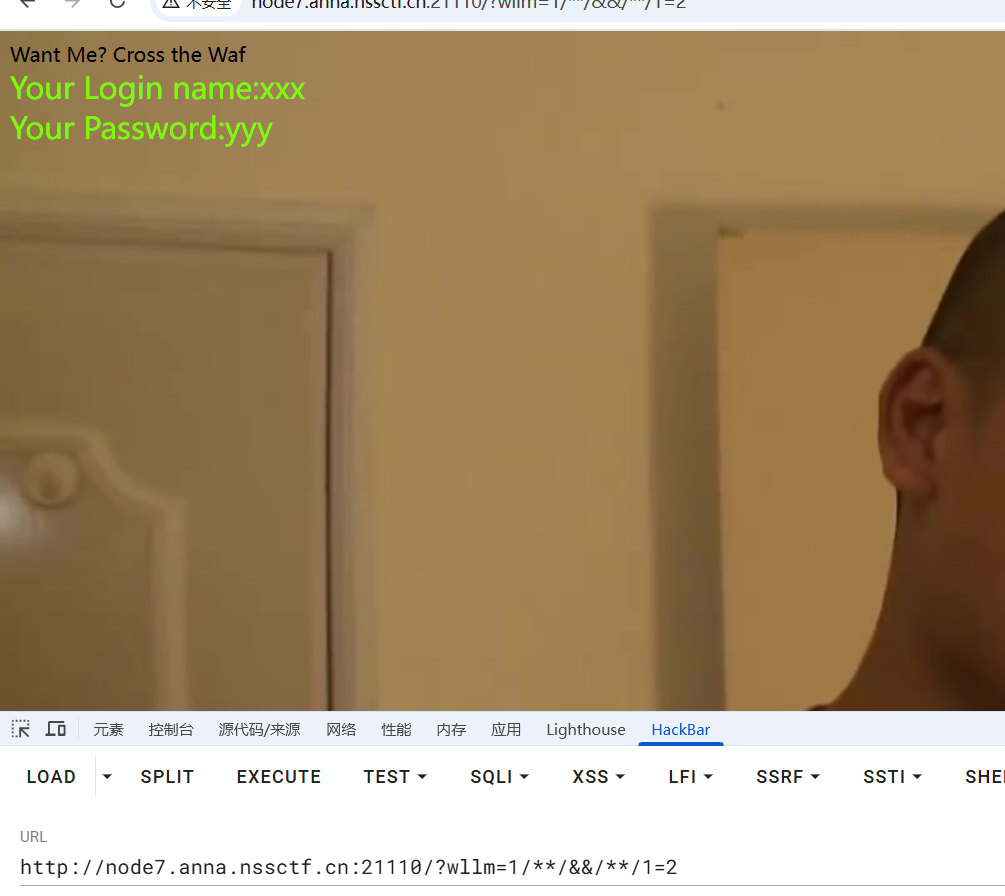 不安全 node7.anna.nssctf.cn:21110/?wllm=1/**/&&/**/1=2
Want Me? Cross the Waf
Your Login name:xxx
Your Password:yyy
元素 控制台 源代码/来源 网络 性能 内存 应用 Lighthouse HackBar
LOAD SPLIT EXECUTE TEST SQLI XSS LFI SSRF SSTI
URL
http://node7.anna.nssctf.cn:21110/?wllm=1/**/&&/**/1=2